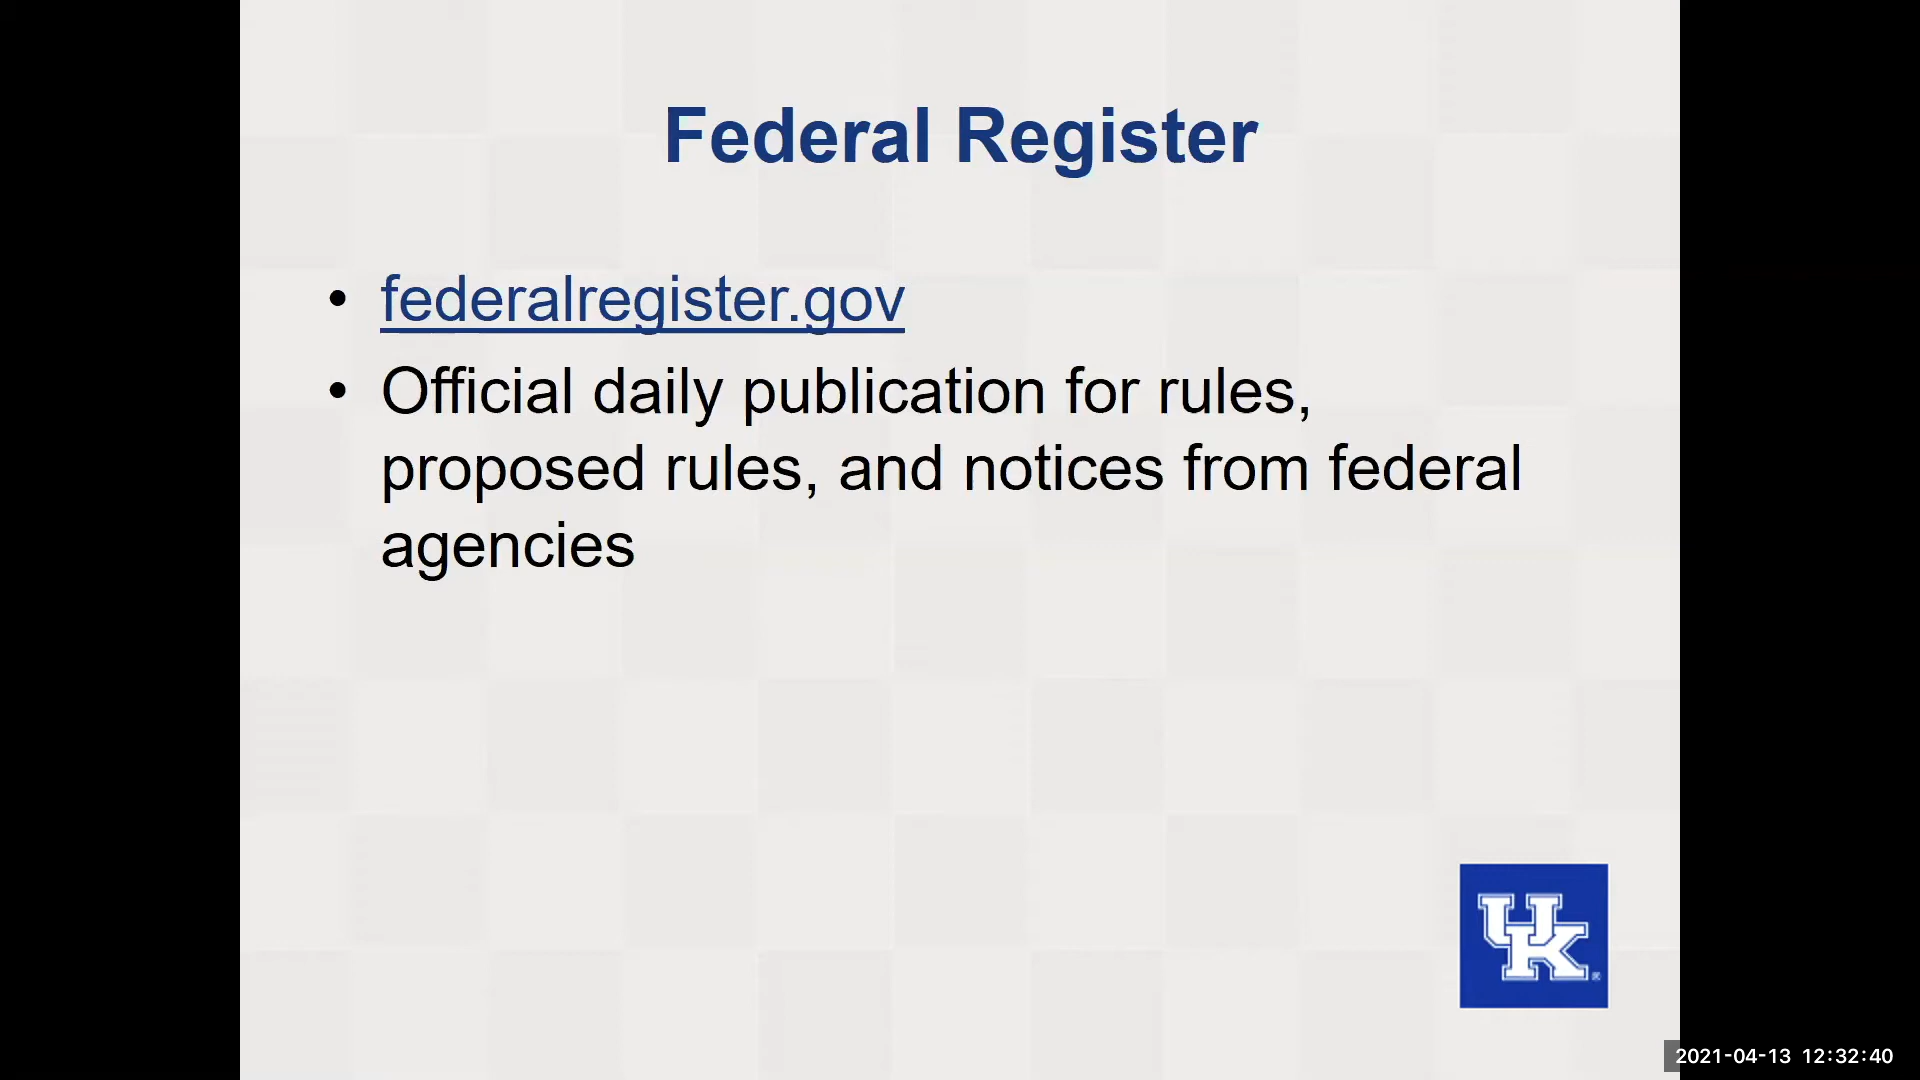 Federal Register
• federalregister.gov
• Official daily publication for rules,
proposed rules, and notices from federal
agencies
UK
2021-04-13 12:32:40